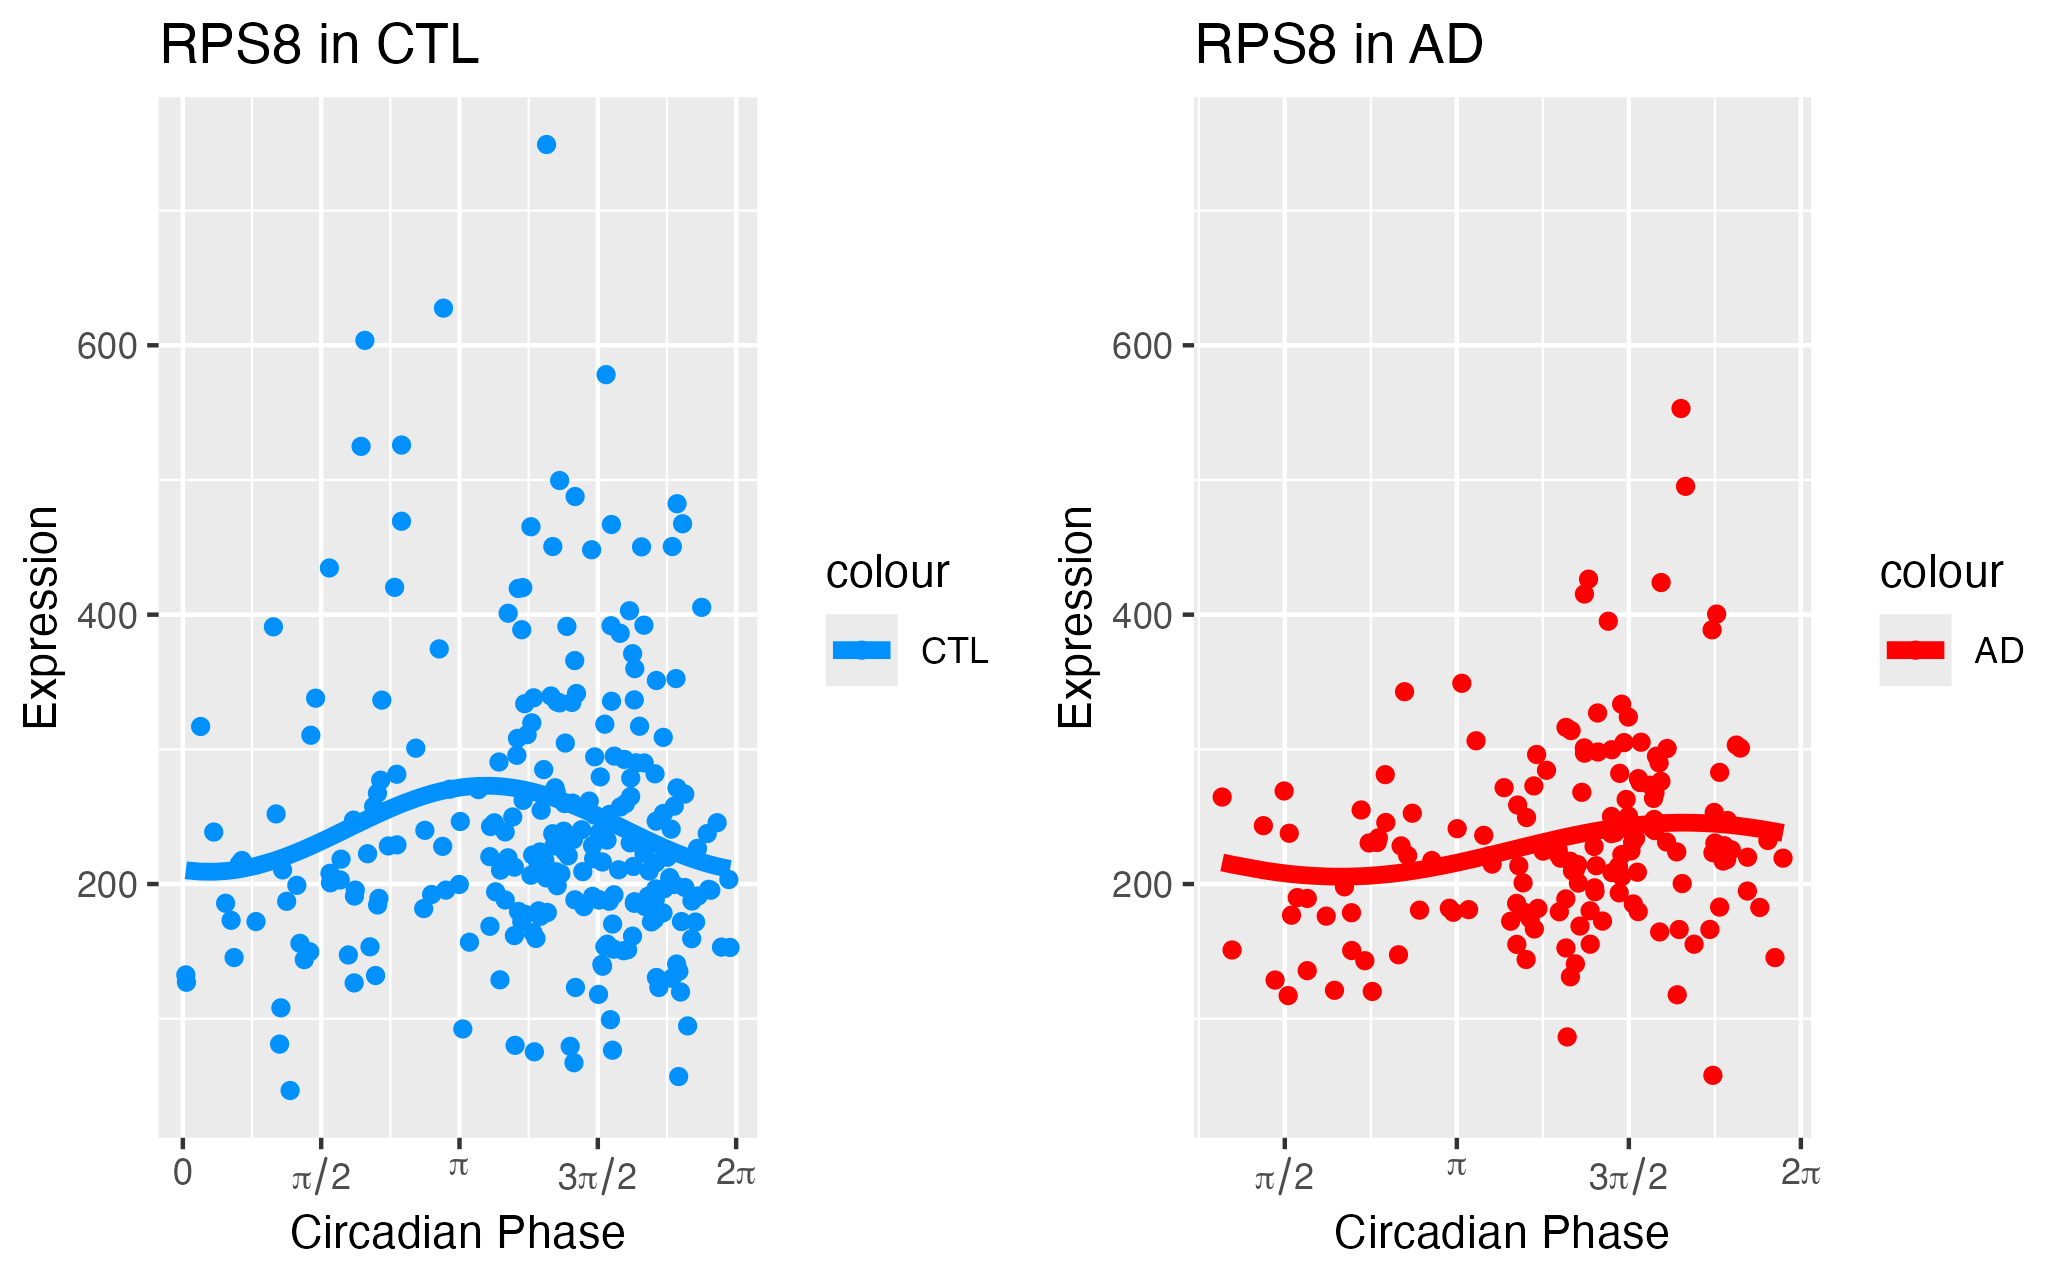 RPS8 in CTL
Expression
600
400
200
0 π/2 π 3π/2 2π
Circadian Phase
colour
CTL
RPS8 in AD
Expression
600
400
200
π/2 π 3π/2 2π
Circadian Phase
colour
AD